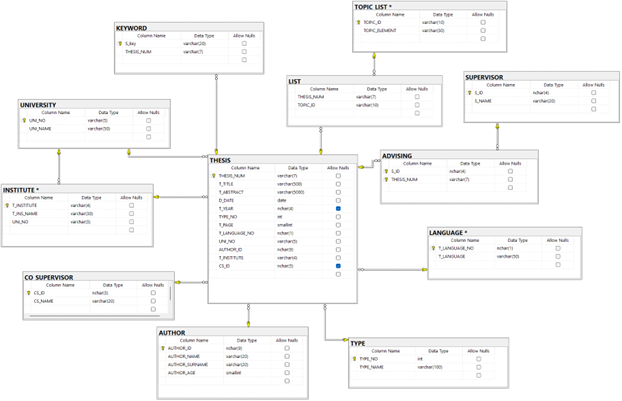 TOPIC LIST *
Column Name Data Type Allow Nulls
TOPIC_ID varchar(10)
TOPIC_ELEMENT varchar(30)
KEYWORD
Column Name Data Type Allow Nulls
S_key varchar(20)
THESIS_NUM varchar(7)
LIST
Column Name Data Type Allow Nulls
THESIS_NUM varchar(7)
TOPIC_ID varchar(10)
SUPERVISOR
Column Name Data Type Allow Nulls
S_ID nchar(4)
S_NAME varchar(20)
UNIVERSITY
Column Name Data Type Allow Nulls
UNI_NO varchar(5)
UNI_NAME varchar(50)
THESIS
Column Name Data Type Allow Nulls
THESIS_NUM varchar(7)
T_TITLE varchar(500)
T_ABSTRACT varchar(5000)
D_DATE date
T_YEAR nchar(4)
TYPE_NO int
T_PAGE smallint
T_LANGUAGE_NO nchar(1)
UNI_NO varchar(5)
AUTHOR_ID nchar(3)
T_INSTITUTE varchar(4)
CS_ID nchar(5)
ADVISING
Column Name Data Type Allow Nulls
S_ID nchar(4)
THESIS_NUM varchar(7)
INSTITUTE *
Column Name Data Type Allow Nulls
T_INSTITUTE varchar(4)
T_INS_NAME varchar(30)
UNI_NO varchar(5)
LANGUAGE *
Column Name Data Type Allow Nulls
T_LANGUAGE_NO nchar(1)
T_LANGUAGE varchar(50)
CO SUPERVISOR
Column Name Data Type Allow Nulls
CS_ID nchar(3)
CS_NAME varchar(20)
AUTHOR
Column Name Data Type Allow Nulls
AUTHOR_ID nchar(3)
AUTHOR_NAME varchar(20)
AUTHOR_SURNAME varchar(20)
AUTHOR_AGE smallint
TYPE
Column Name Data Type Allow Nulls
TYPE_NO int
TYPE_NAME varchar(100)